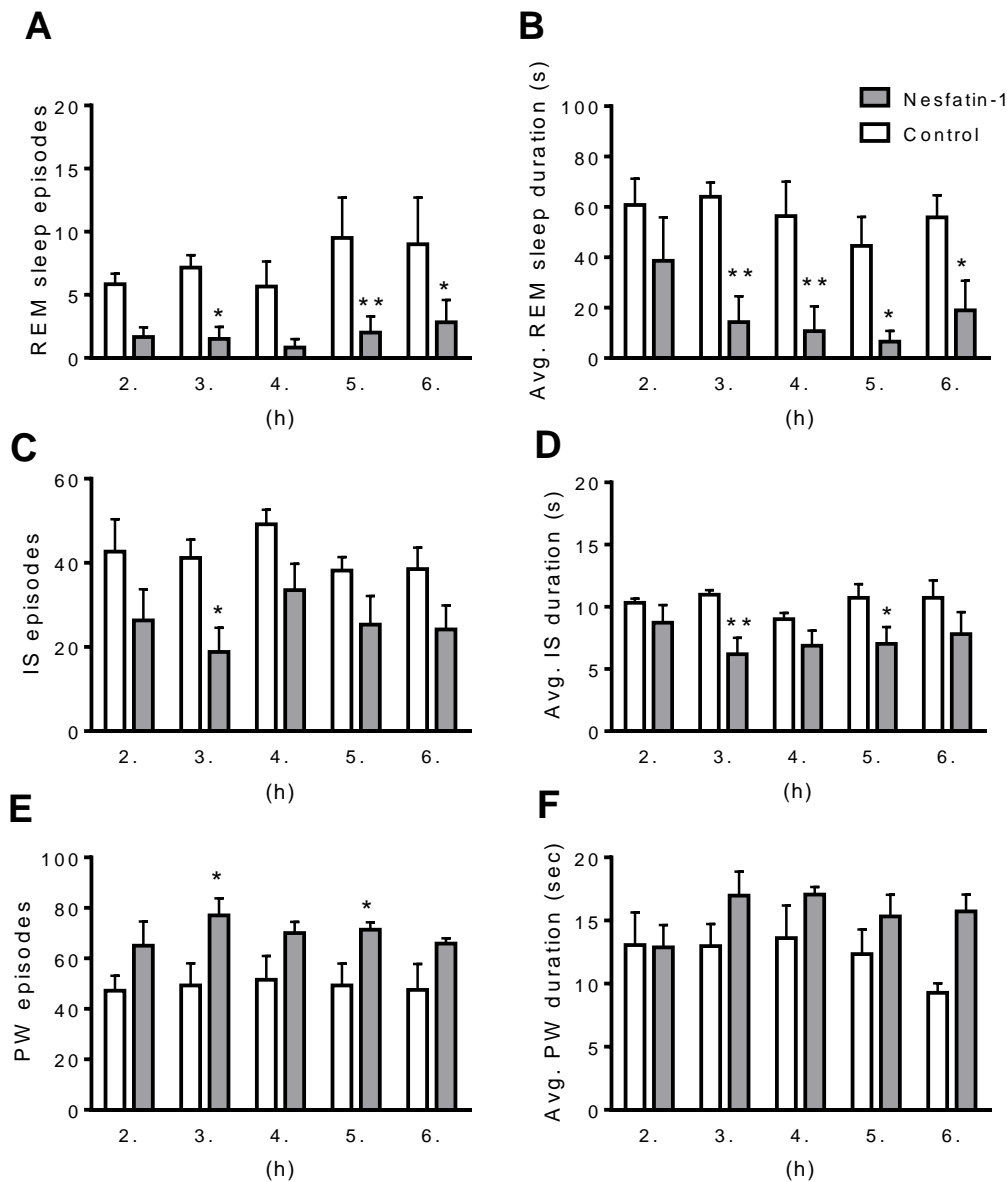 A
REM sleep episodes
20
15
10
5
0
*
**
*
2. 3. 4. 5. 6.
(h)
B
Avg. REM sleep duration (s)
100
80
60
40
20
0
Nesfatin-1
Control
**
**
*
*
2. 3. 4. 5. 6.
(h)
C
IS episodes
60
40
20
0
*
2. 3. 4. 5. 6.
(h)
D
Avg. IS duration (s)
20
15
10
5
0
**
*
2. 3. 4. 5. 6.
(h)
E
PW episodes
100
80
60
40
20
0
*
*
2. 3. 4. 5. 6.
(h)
F
Avg. PW duration (sec)
20
15
10
5
0
2. 3. 4. 5. 6.
(h)